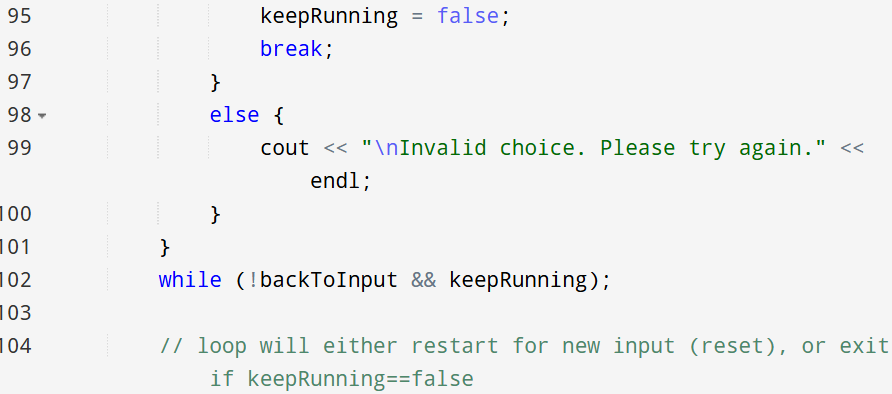 95 keepRunning = false;
96 break;
97 }
98 else {
99 cout << "\nInvalid choice. Please try again." <<
endl;
100 }
101 }
102 while (!backToInput && keepRunning);
103
104 // loop will either restart for new input (reset), or exit
if keepRunning==false